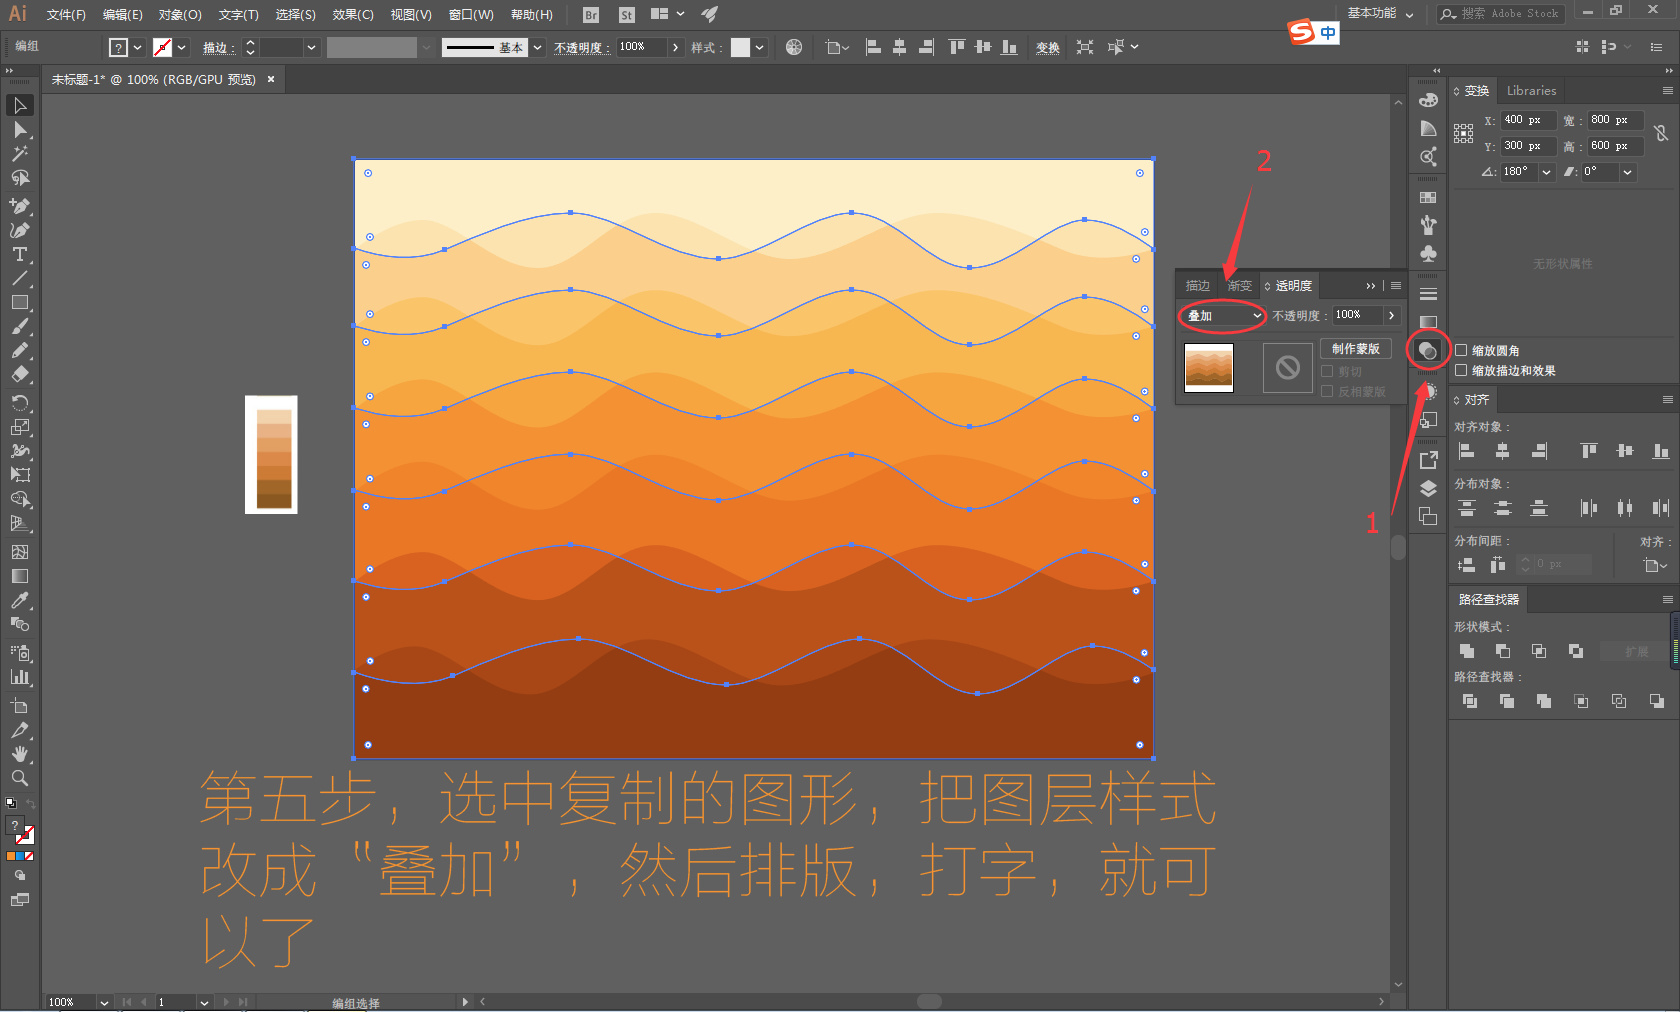 Ai 文件(F) 编辑(E) 对象(O) 文字(T) 选择(S) 效果(C) 视图(V) 窗口(W) 帮助(H) Br St 基本功能 搜索 Adobe Stock
S 中
编组 ? 描边： 基本 不透明度： 100% 样式： 变换
未标题-1* @ 100% (RGB/GPU 预览) ×
变换 Libraries
X: 400 px 宽： 800 px
Y: 300 px 高： 600 px
180° 0°
无形状属性
2
描边 渐变 透明度
叠加 不透明度： 100%
制作蒙版
剪切
反相蒙版
缩放圆角
缩放描边和效果
1
对齐
对齐对象：
分布对象：
分布间距： 对齐：
0 px
路径查找器
形状模式：
扩展
路径查找器：
第五步，选中复制的图形，把图层样式
改成“叠加”，然后排版，打字，就可
以了
T
?
100% 1 编组选择